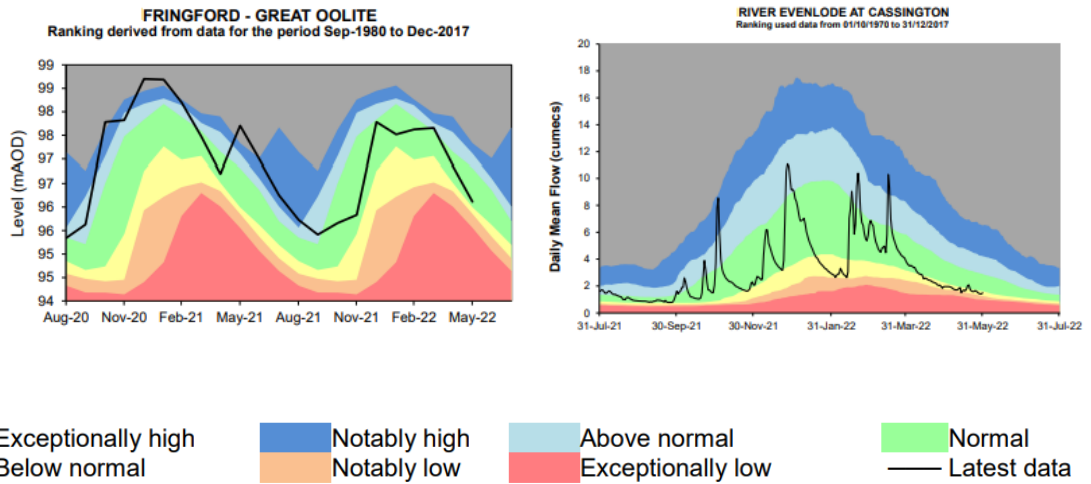 FRINGFORD - GREAT OOLITE
Ranking derived from data for the period Sep-1980 to Dec-2017
Level (mAOD)
99
99
98
98
97
97
96
96
95
95
94
Aug-20 Nov-20 Feb-21 May-21 Aug-21 Nov-21 Feb-22 May-22
RIVER EVENLODE AT CASSINGTON
Ranking used data from 01/10/1970 to 31/12/2017
Daily Mean Flow (cumecs)
20
18
16
14
12
10
8
6
4
2
0
31-Jul-21 30-Sep-21 30-Nov-21 31-Jan-22 31-Mar-22 31-May-22 31-Jul-22
Exceptionally high Notably high Above normal Normal
Below normal Notably low Exceptionally low Latest data